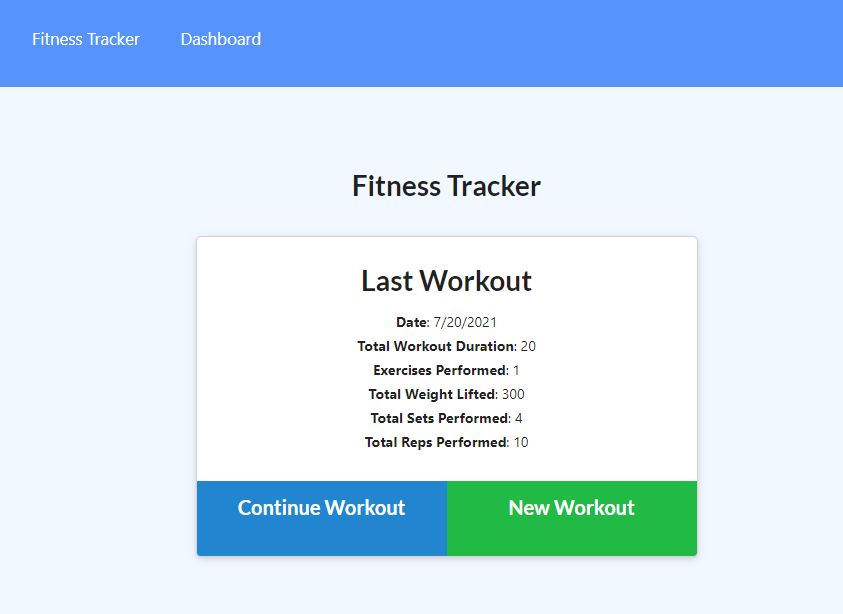 Fitness Tracker Dashboard
Fitness Tracker
Last Workout
Date: 7/20/2021
Total Workout Duration: 20
Exercises Performed: 1
Total Weight Lifted: 300
Total Sets Performed: 4
Total Reps Performed: 10
Continue Workout New Workout